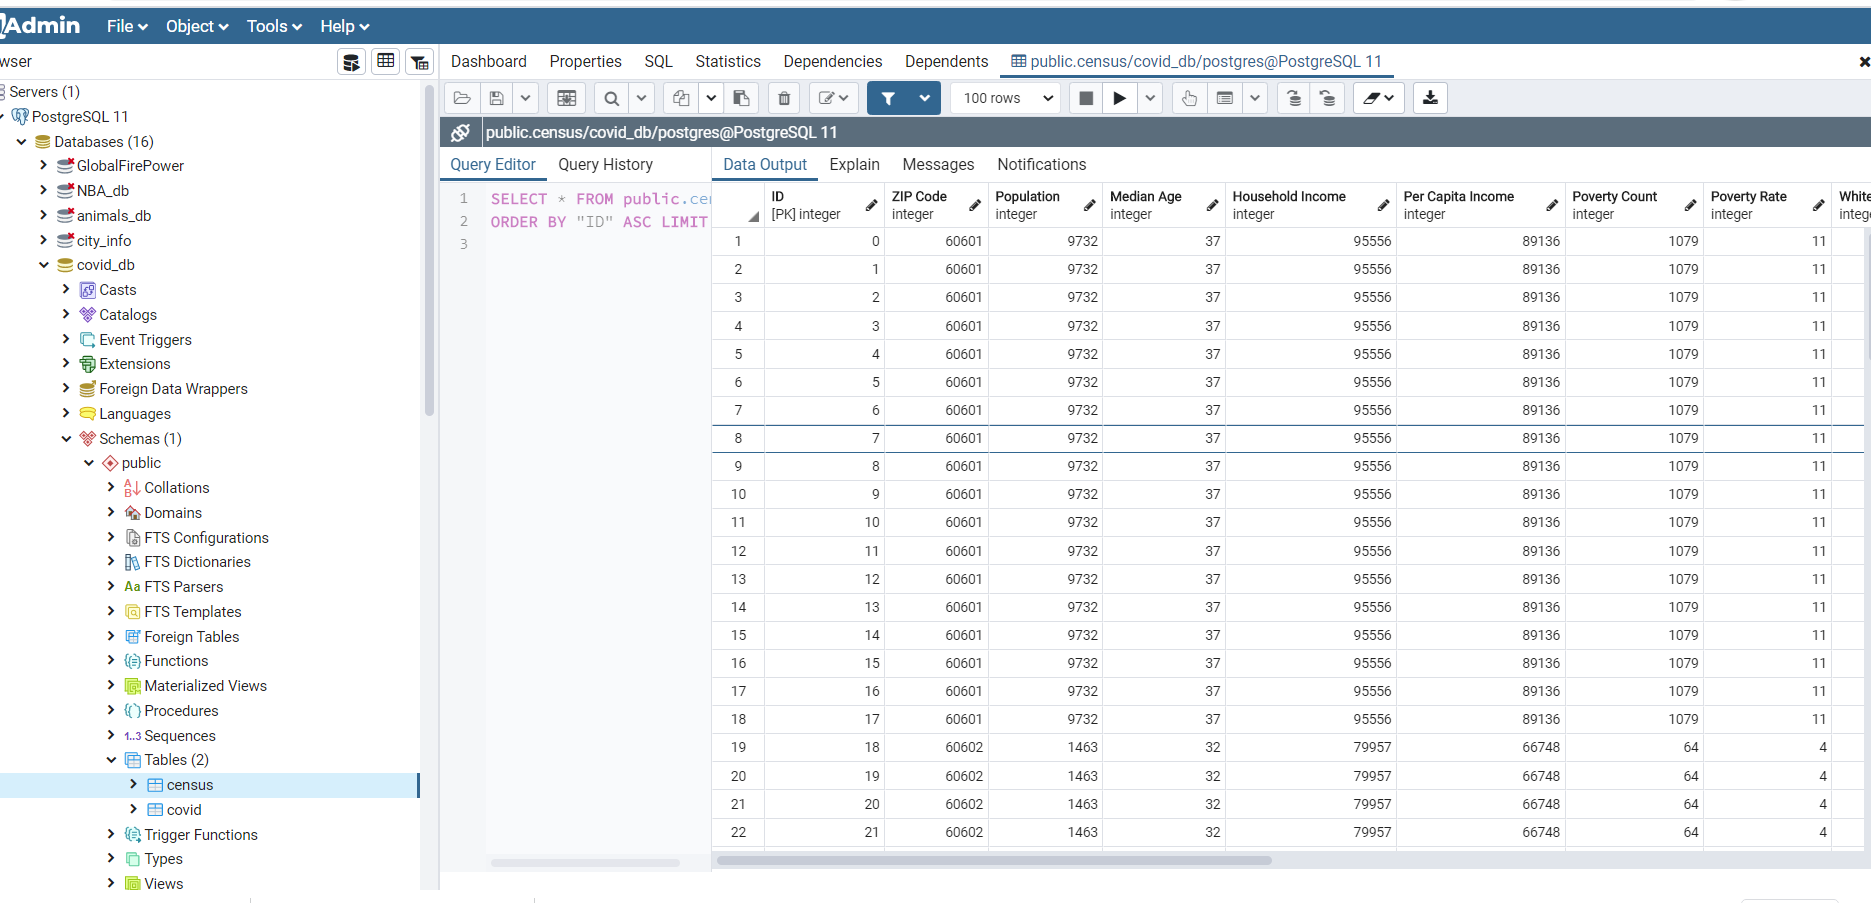 Admin File Object Tools Help
wser
Servers (1)
PostgreSQL 11
Databases (16)
GlobalFirePower
NBA_db
animals_db
city_info
covid_db
Casts
Catalogs
Event Triggers
Extensions
Foreign Data Wrappers
Languages
Schemas (1)
public
Collations
Domains
FTS Configurations
FTS Dictionaries
Aa FTS Parsers
FTS Templates
Foreign Tables
Functions
Materialized Views
Procedures
1..3 Sequences
Tables (2)
census
covid
Trigger Functions
Types
Views
Dashboard Properties SQL Statistics Dependencies Dependents public.census/covid_db/postgres@PostgreSQL 11
100 rows
public.census/covid_db/postgres@PostgreSQL 11
Query Editor Query History
1 SELECT * FROM public.cen
2 ORDER BY "ID" ASC LIMIT
3
Data Output Explain Messages Notifications
ID ZIP Code Population Median Age Household Income Per Capita Income Poverty Count Poverty Rate White
[PK] integer integer integer integer integer integer integer integer integ
1 0 60601 9732 37 95556 89136 1079 11
2 1 60601 9732 37 95556 89136 1079 11
3 2 60601 9732 37 95556 89136 1079 11
4 3 60601 9732 37 95556 89136 1079 11
5 4 60601 9732 37 95556 89136 1079 11
6 5 60601 9732 37 95556 89136 1079 11
7 6 60601 9732 37 95556 89136 1079 11
8 7 60601 9732 37 95556 89136 1079 11
9 8 60601 9732 37 95556 89136 1079 11
10 9 60601 9732 37 95556 89136 1079 11
11 10 60601 9732 37 95556 89136 1079 11
12 11 60601 9732 37 95556 89136 1079 11
13 12 60601 9732 37 95556 89136 1079 11
14 13 60601 9732 37 95556 89136 1079 11
15 14 60601 9732 37 95556 89136 1079 11
16 15 60601 9732 37 95556 89136 1079 11
17 16 60601 9732 37 95556 89136 1079 11
18 17 60601 9732 37 95556 89136 1079 11
19 18 60602 1463 32 79957 66748 64 4
20 19 60602 1463 32 79957 66748 64 4
21 20 60602 1463 32 79957 66748 64 4
22 21 60602 1463 32 79957 66748 64 4